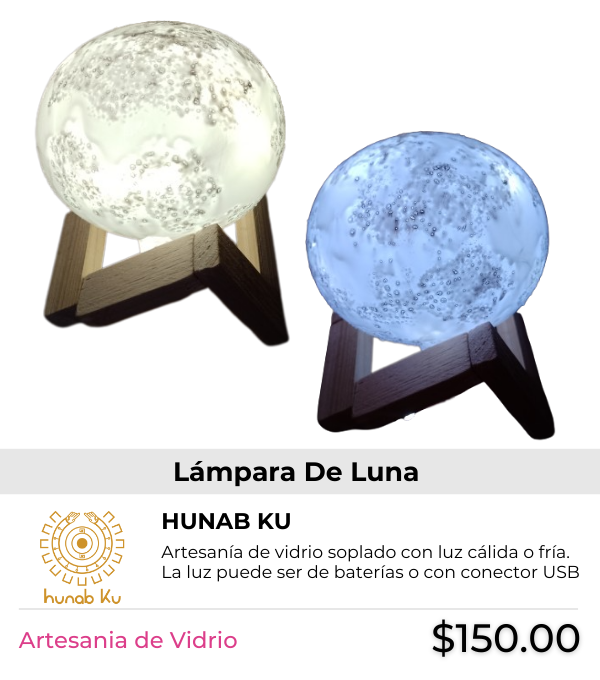 Lámpara De Luna
HUNAB KU
Artesanía de vidrio soplado con luz cálida o fría.
La luz puede ser de baterías o con conector USB
hunab Ku
Artesania de Vidrio
$150.00